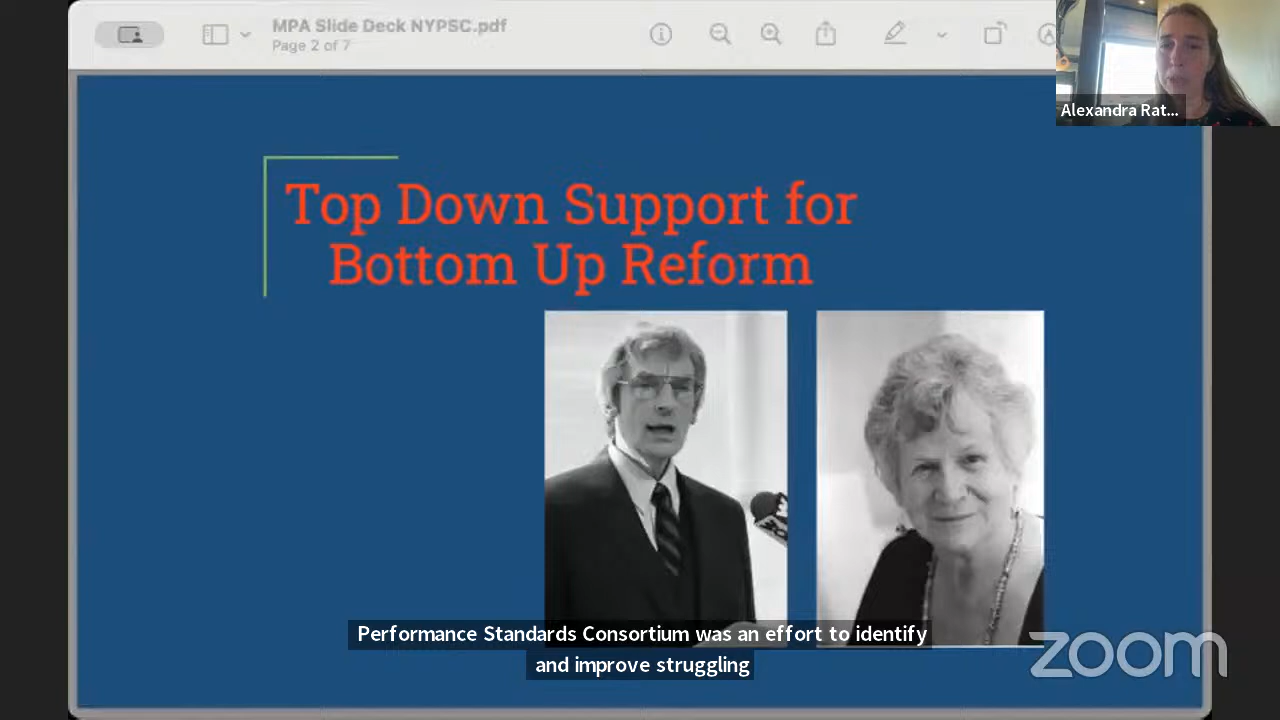 MPA Slide Deck NYPSC.pdf
Page 2 of 7
Alexandra Rat...
Top Down Support for
Bottom Up Reform
Performance Standards Consortium was an effort to identify
and improve struggling
zoom